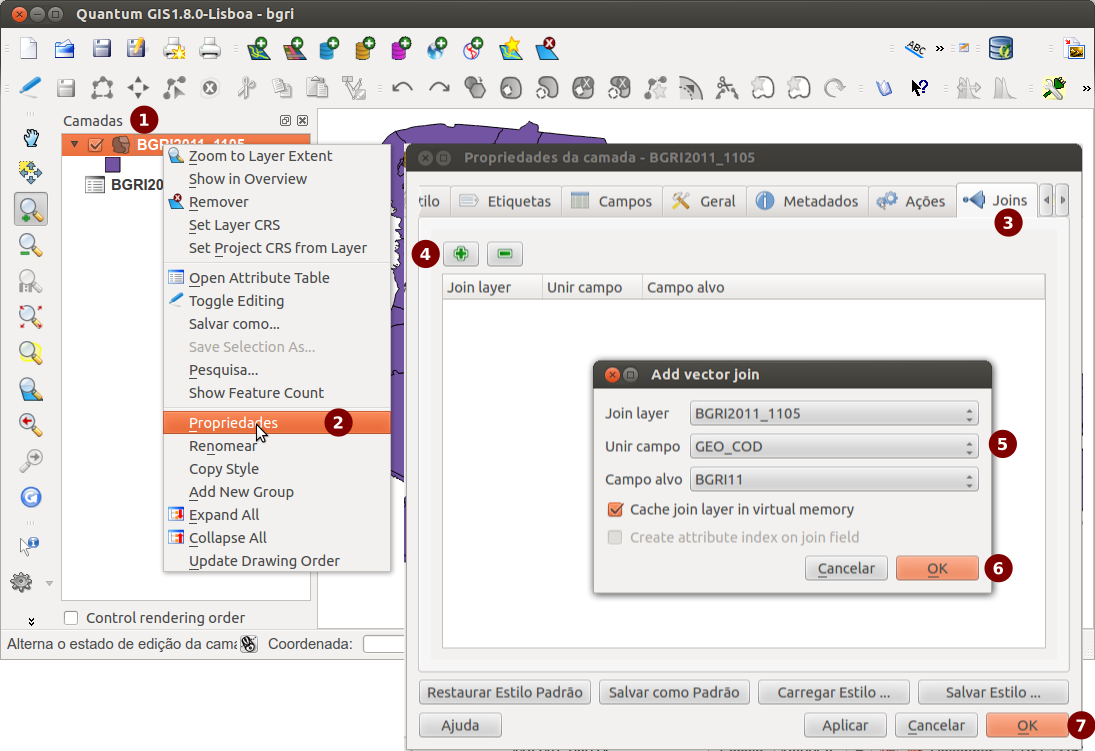 Quantum GIS1.8.0-Lisboa - bgri
ABC
»
»
Camadas
1
BGRI2011_1105
BGRI20
Zoom to Layer Extent
Show in Overview
Remover
Set Layer CRS
Set Project CRS from Layer
Open Attribute Table
Toggle Editing
Salvar como...
Save Selection As...
Pesquisa...
Show Feature Count
Propriedades
2
Renomear
Copy Style
Add New Group
Expand All
Collapse All
Update Drawing Order
Control rendering order
Alterna o estado de edição da cama
Coordenada:
Propriedades da camada - BGRI2011_1105
tilo
Etiquetas
Campos
Geral
Metadados
Ações
Joins
3
4
Join layer
Unir campo
Campo alvo
Add vector join
Join layer
BGRI2011_1105
Unir campo
GEO_COD
5
Campo alvo
BGRI11
Cache join layer in virtual memory
Create attribute index on join field
Cancelar
OK
6
Restaurar Estilo Padrão
Salvar como Padrão
Carregar Estilo ...
Salvar Estilo ...
Ajuda
Aplicar
Cancelar
OK
7